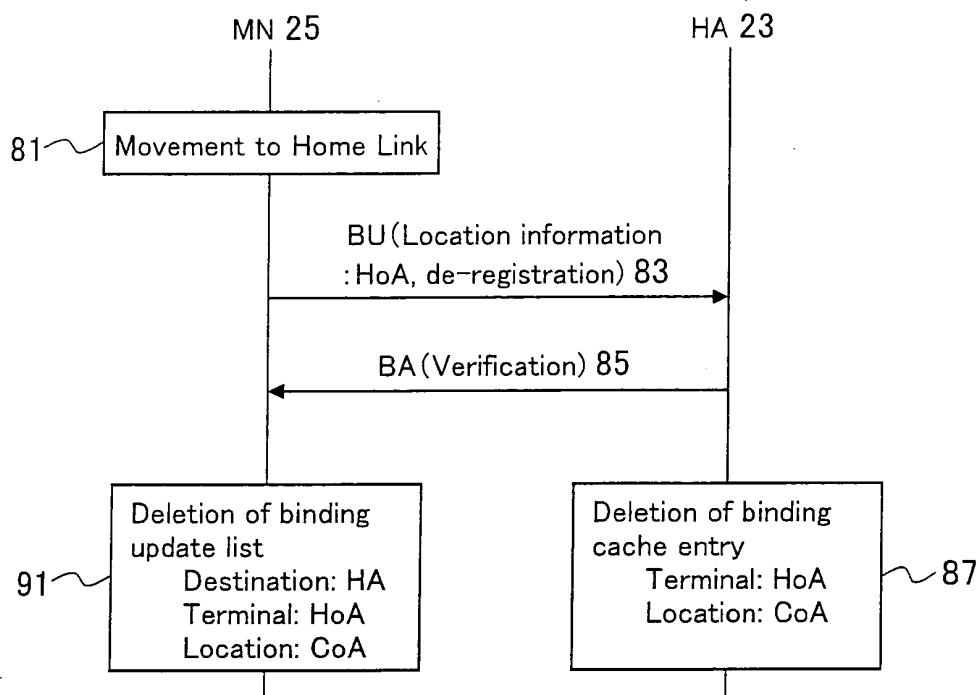 MN 25
HA 23
81
Movement to Home Link
BU(Location information
:HoA, de-registration) 83
BA(Verification) 85
Deletion of binding
update list
Destination: HA
Terminal: HoA
Location: CoA
91
Deletion of binding
cache entry
Terminal: HoA
Location: CoA
87